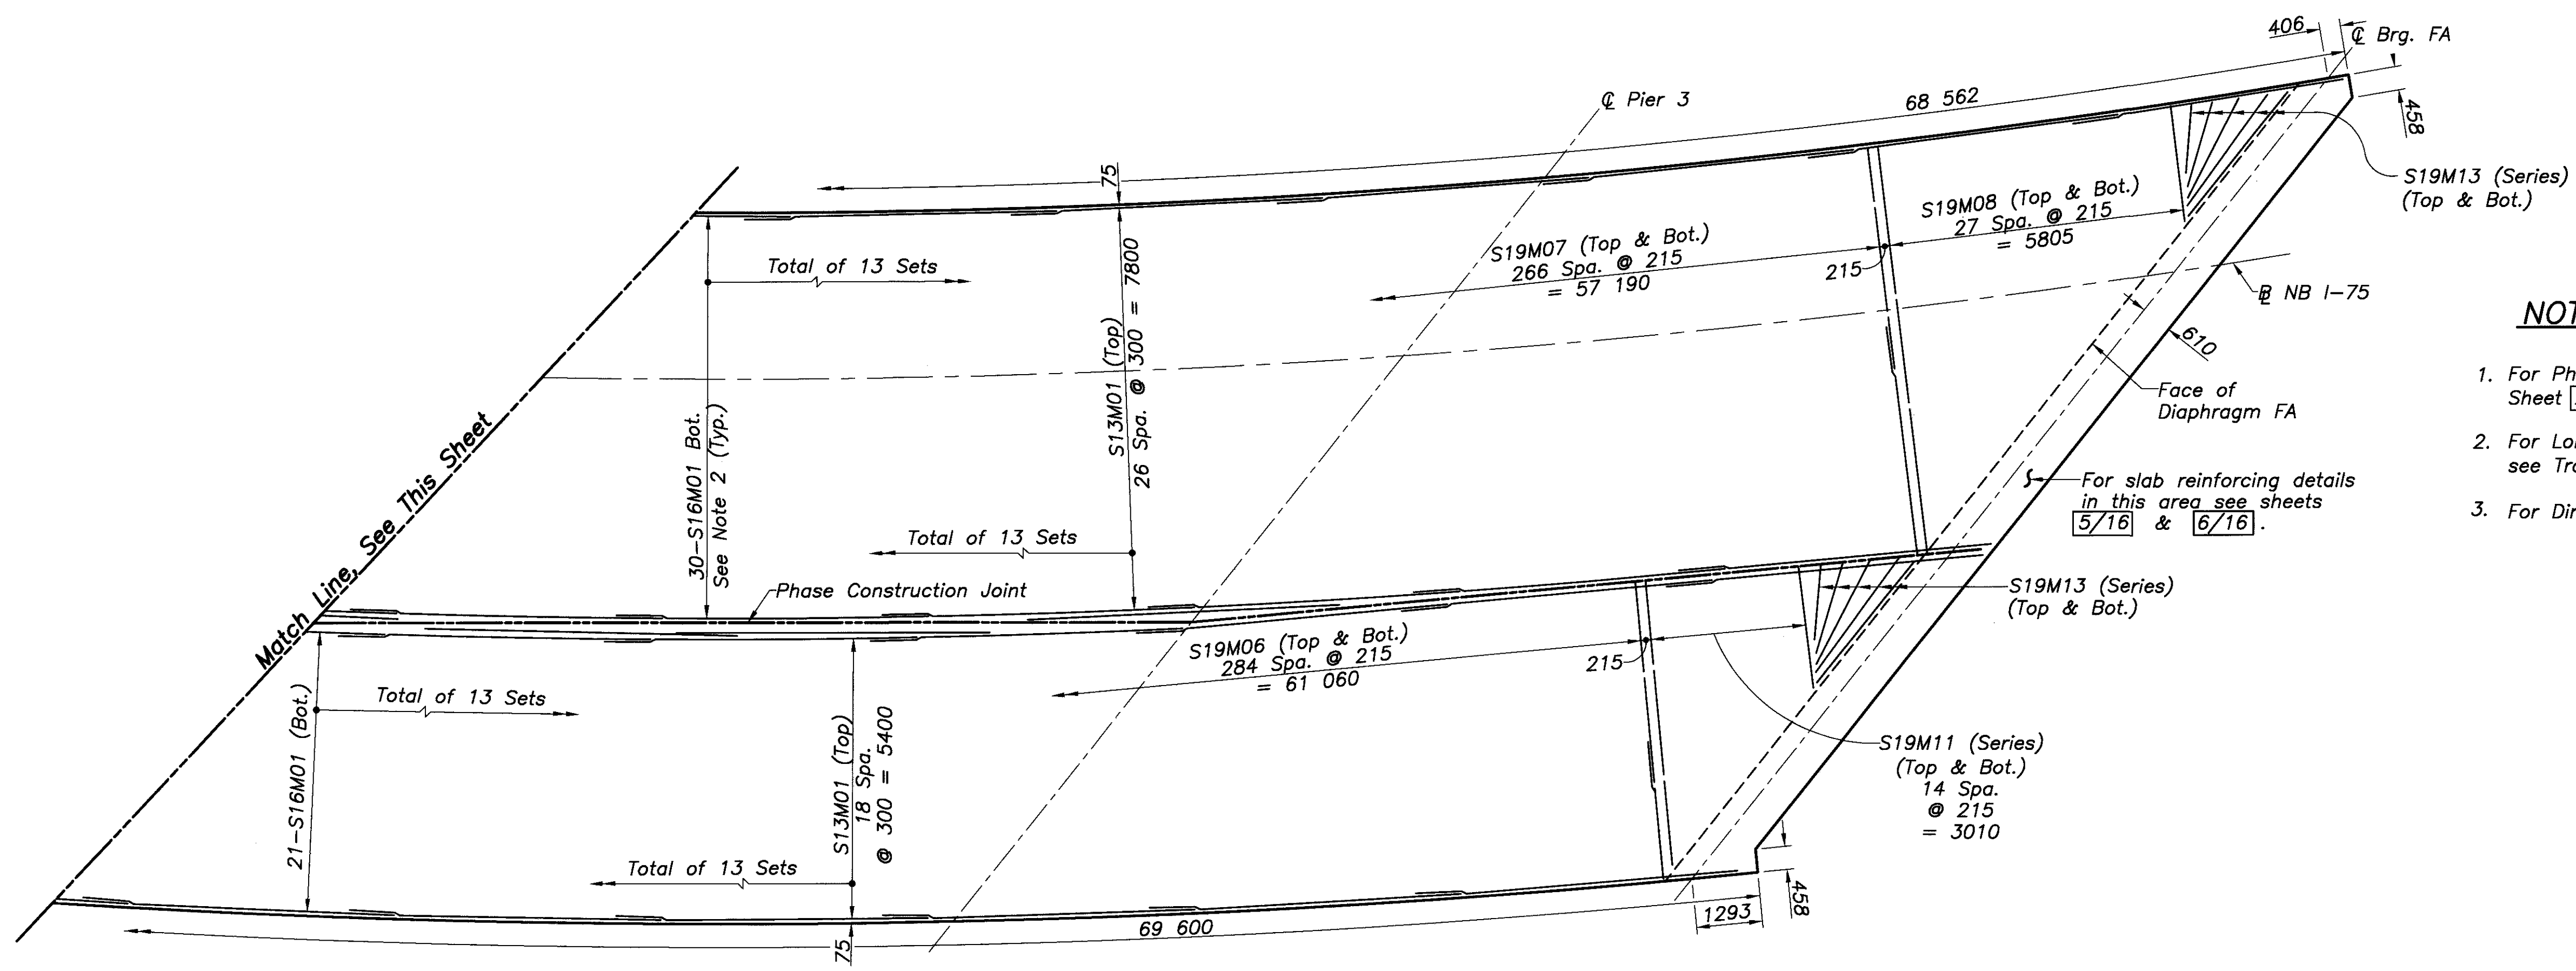 406
℄ Brg. FA
68 562
458
℄ Pier 3
75
S19M13 (Series)
(Top & Bot.)
S19M08 (Top & Bot.)
27 Spa. @ 215
= 5805
S19M07 (Top & Bot.)
266 Spa. @ 215
= 57 190
215
Total of 13 Sets
S13M01 (Top)
26 Spa. @ 300 = 7800
30-S16M01 Bot.
See Note 2 (Typ.)
NB I-75
610
Face of
Diaphragm FA
For slab reinforcing details
in this area see sheets
5/16 & 6/16 .
NOT
1. For Ph
Sheet
2. For Lo
see Tra
3. For Dir
Match Line, See This Sheet
Total of 13 Sets
Phase Construction Joint
S19M13 (Series)
(Top & Bot.)
S19M06 (Top & Bot.)
284 Spa. @ 215
= 61 060
215
21-S16M01 (Bot.)
Total of 13 Sets
S13M01 (Top)
18 Spa.
@ 300 = 5400
S19M11 (Series)
(Top & Bot.)
14 Spa.
@ 215
= 3010
Total of 13 Sets
458
1293
69 600
75